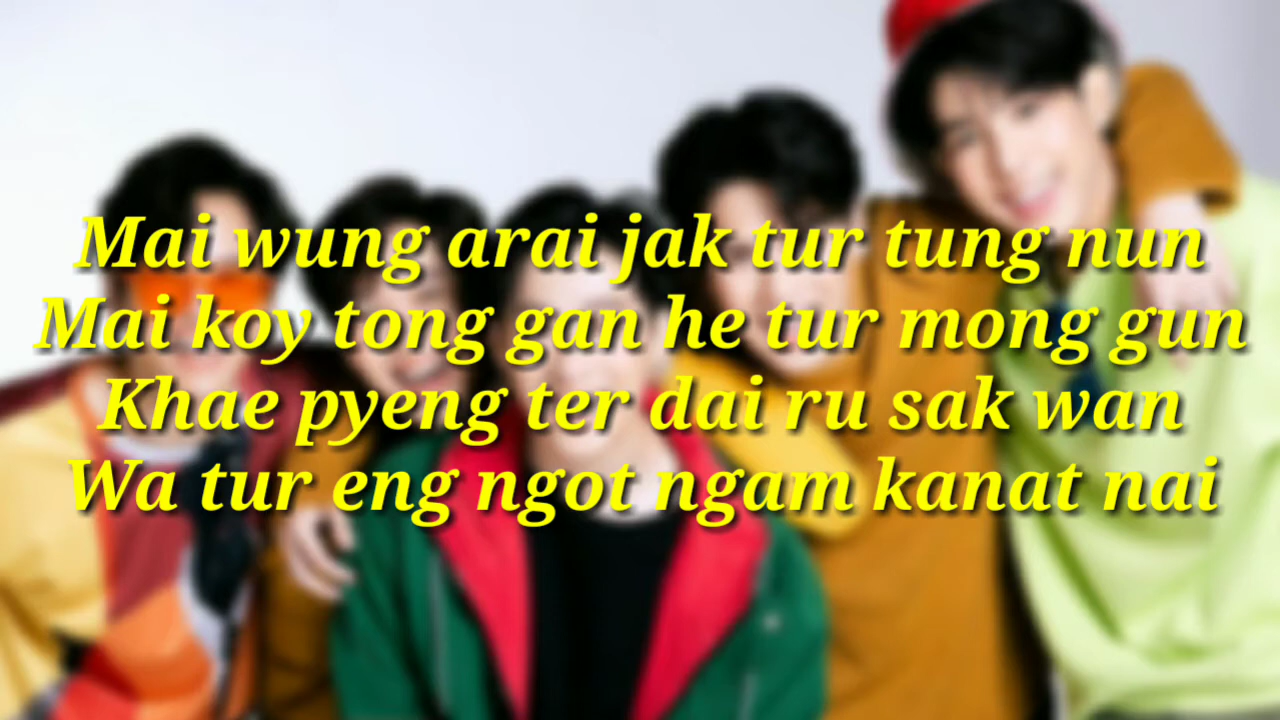 Mai wung arai jak tur tung nun
Mai koy tong gan he tur mong gun
Khae pyeng ter dai ru sak wan
Wa tur eng ngot ngam kanat nai